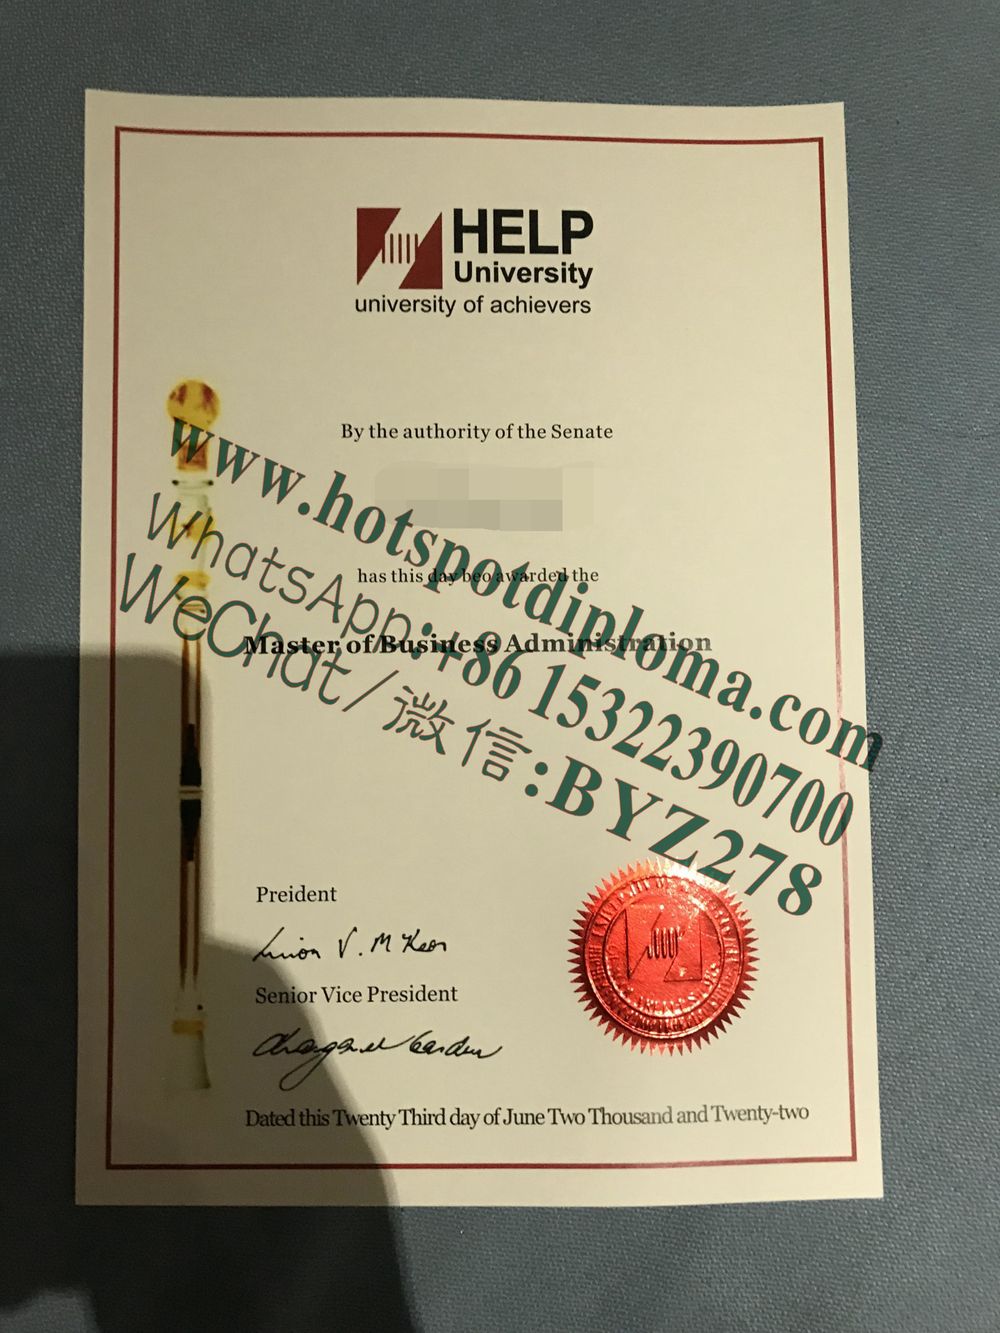 HELP
University
university of achievers
By the authority of the Senate
has this day beo awarded the
Master of Business Administration
www.hotspotdiploma.com
WhatsApp:+86 15322390700
WeChat/微信:BYZ278
Preident
Senior Vice President
Dated this Twenty Third day of June Two Thousand and Twenty-two